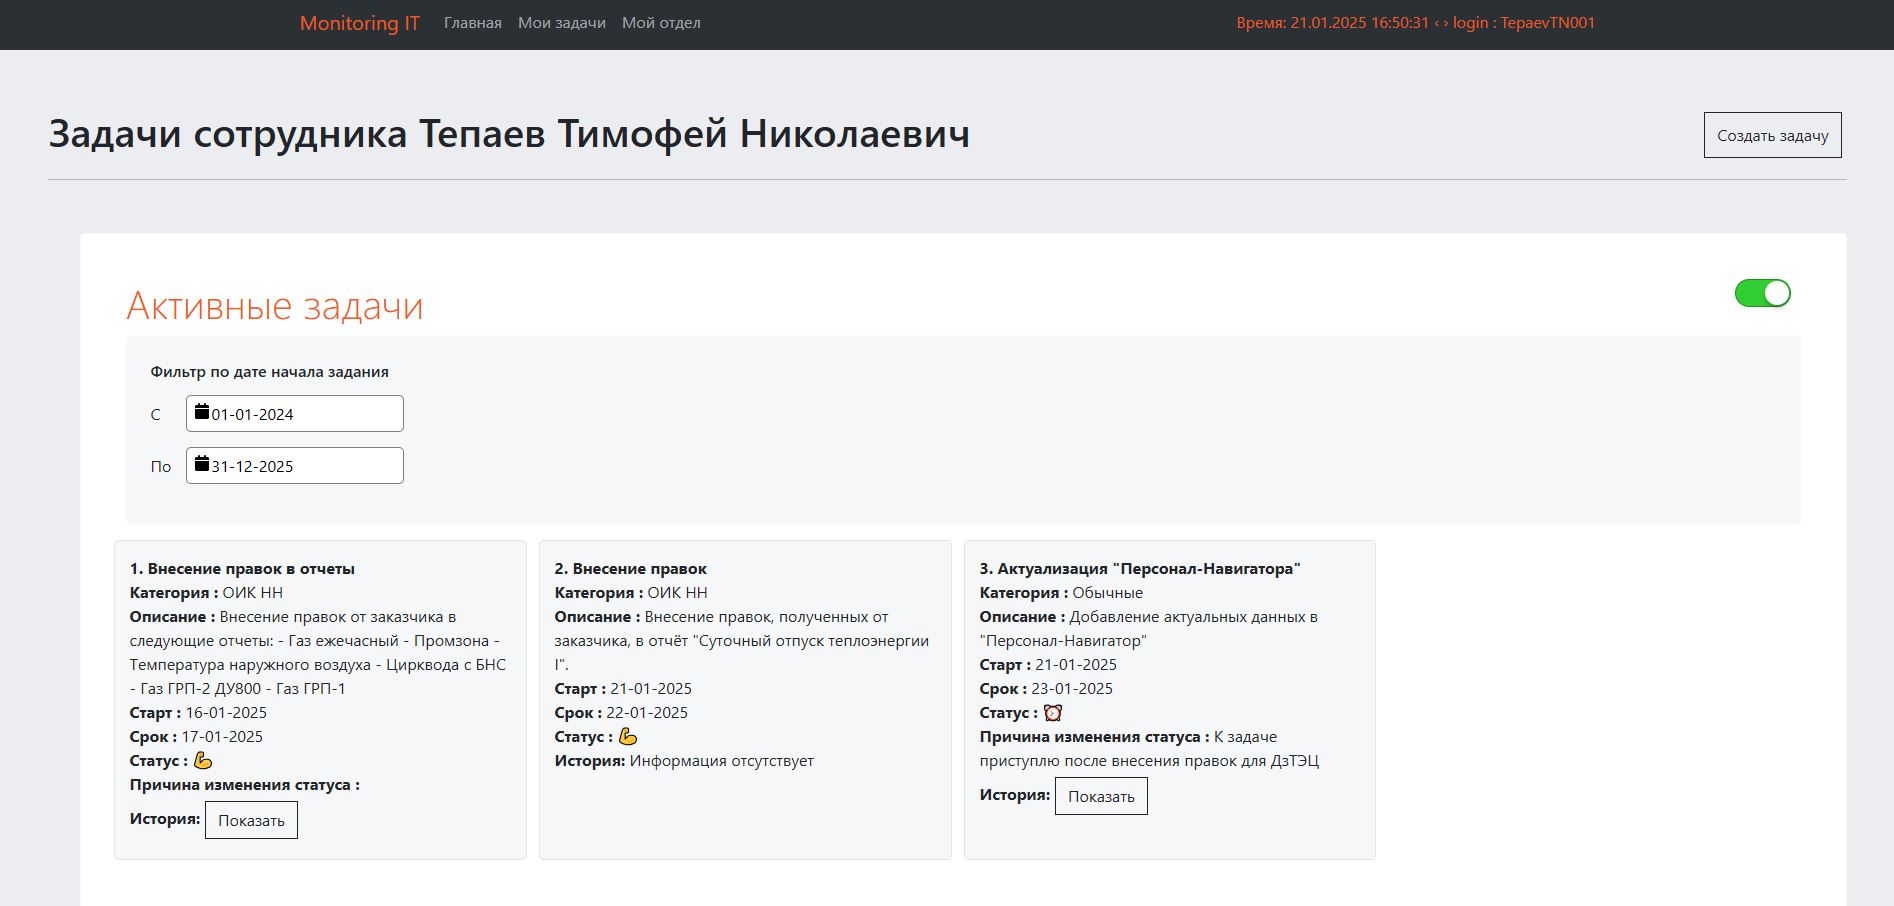 Monitoring IT Главная Мои задачи Мой отдел Время: 21.01.2025 16:50:31 ‹ › login : TepaevTN001
Задачи сотрудника Тепаев Тимофей Николаевич
Создать задачу
Активные задачи
Фильтр по дате начала задания
С 01-01-2024
По 31-12-2025
1. Внесение правок в отчеты
Категория : ОИК НН
Описание : Внесение правок от заказчика в
следующие отчеты: - Газ ежечасный - Промзона -
Температура наружного воздуха - Цирквода с БНС
- Газ ГРП-2 ДУ800 - Газ ГРП-1
Старт : 16-01-2025
Срок : 17-01-2025
Статус : 💪
Причина изменения статуса :
История: Показать
2. Внесение правок
Категория : ОИК НН
Описание : Внесение правок, полученных от
заказчика, в отчёт "Суточный отпуск теплоэнергии
I".
Старт : 21-01-2025
Срок : 22-01-2025
Статус : 💪
История: Информация отсутствует
3. Актуализация "Персонал-Навигатора"
Категория : Обычные
Описание : Добавление актуальных данных в
"Персонал-Навигатор"
Старт : 21-01-2025
Срок : 23-01-2025
Статус : ⏰
Причина изменения статуса : К задаче
приступлю после внесения правок для ДзТЭЦ
История: Показать